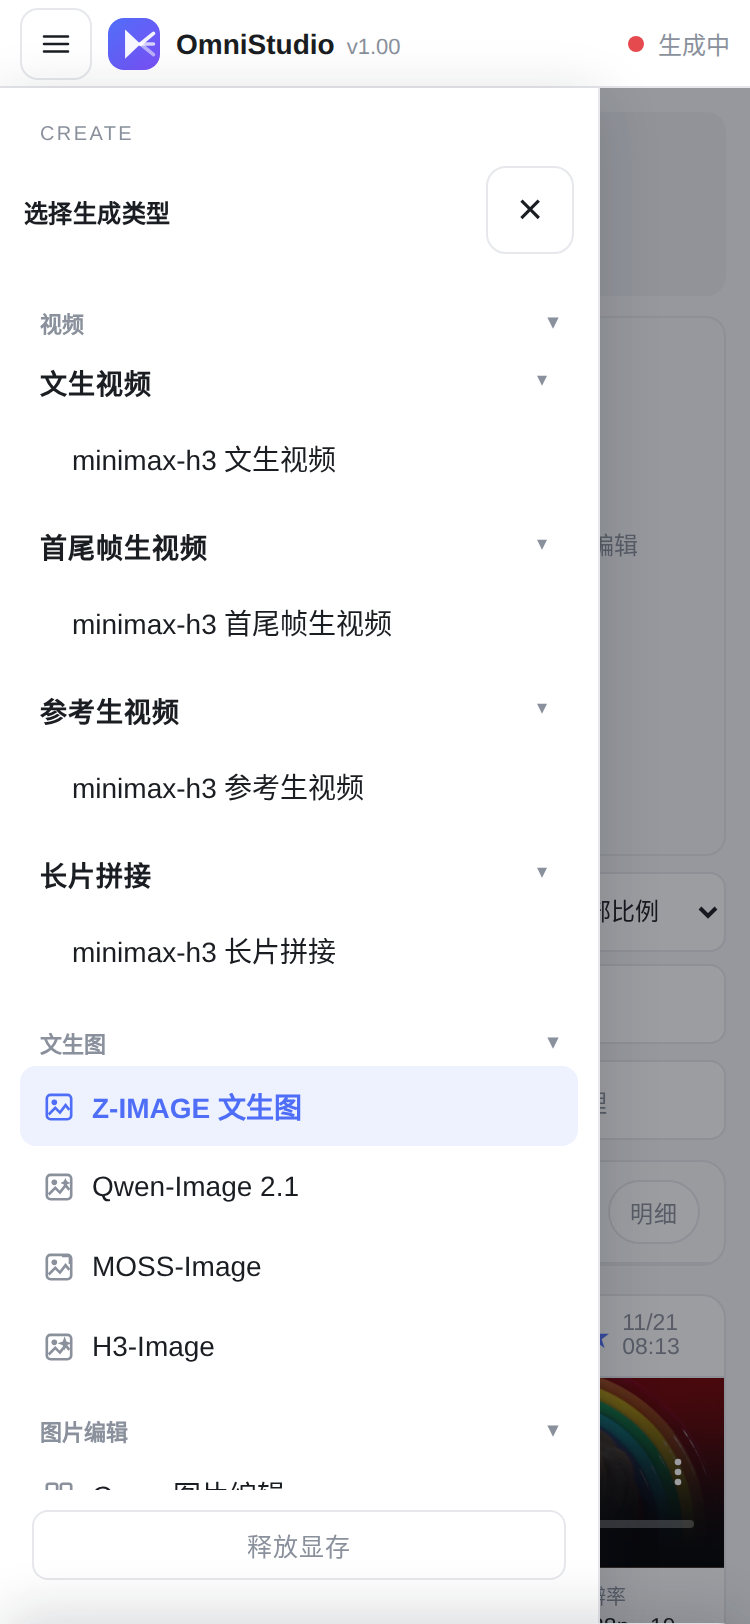 OmniStudio v1.00
生成中
CREATE
选择生成类型
视频
文生视频
minimax-h3 文生视频
首尾帧生视频
minimax-h3 首尾帧生视频
参考生视频
minimax-h3 参考生视频
长片拼接
minimax-h3 长片拼接
文生图
Z-IMAGE 文生图
Qwen-Image 2.1
MOSS-Image
H3-Image
图片编辑
释放显存
编辑
部比例
明细
11/21
08:13
辨率